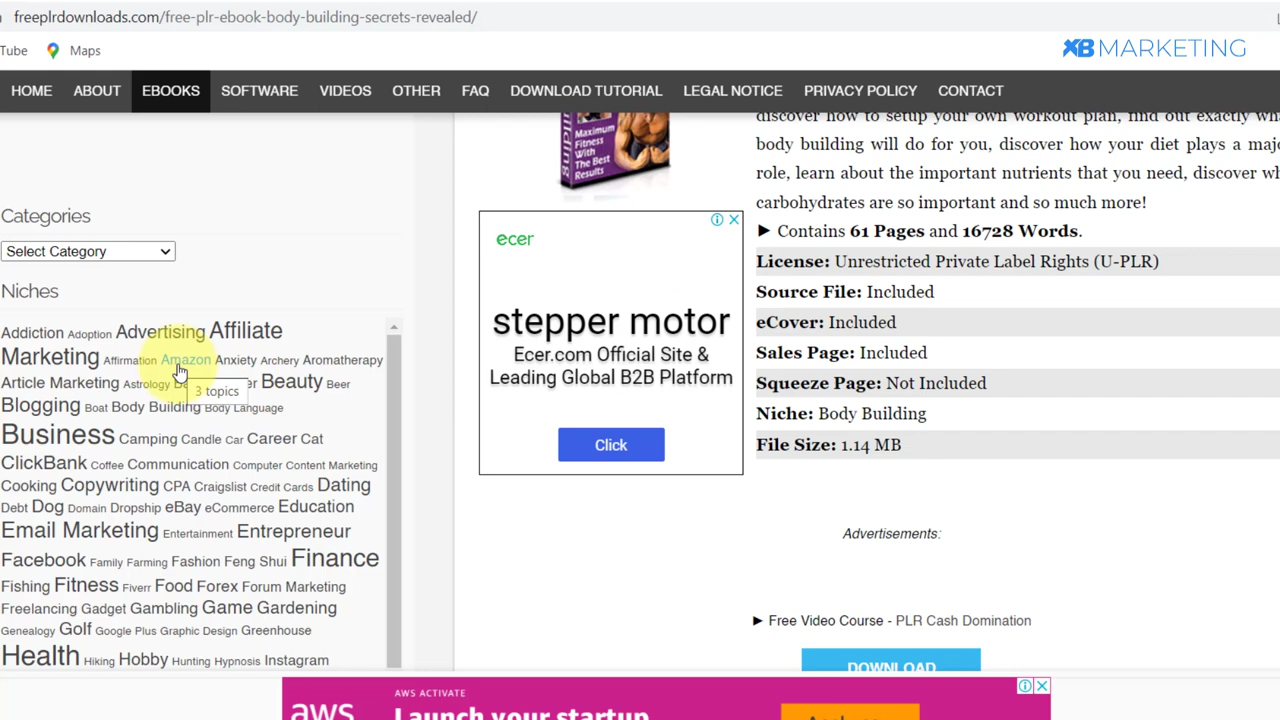 freeplrdownloads.com/free-plr-ebook-body-building-secrets-revealed/
Tube Maps
XB MARKETING
HOME ABOUT EBOOKS SOFTWARE VIDEOS OTHER FAQ DOWNLOAD TUTORIAL LEGAL NOTICE PRIVACY POLICY CONTACT
Categories
Select Category
Niches
Addiction Adoption Advertising Affiliate
Marketing Affirmation Amazon Anxiety Archery Aromatherapy
3 topics
Article Marketing Astrology Beauty Beer
Blogging Boat Body Building Body Language
Business Camping Candle Car Career Cat
ClickBank Coffee Communication Computer Content Marketing
Cooking Copywriting CPA Craigslist Credit Cards Dating
Debt Dog Domain Dropship eBay eCommerce Education
Email Marketing Entertainment Entrepreneur
Facebook Family Farming Fashion Feng Shui Finance
Fishing Fitness Fiverr Food Forex Forum Marketing
Freelancing Gadget Gambling Game Gardening
Genealogy Golf Google Plus Graphic Design Greenhouse
Health Hiking Hobby Hunting Hypnosis Instagram
Maximum
Fitness
With
The Best
Results
ecer
stepper motor
Ecer.com Official Site &
Leading Global B2B Platform
Click
discover how to setup your own workout plan, find out exactly
body building will do for you, discover how your diet plays a
role, learn about the important nutrients that you need, discover
carbohydrates are so important and so much more!
► Contains 61 Pages and 16728 Words.
License: Unrestricted Private Label Rights (U-PLR)
Source File: Included
eCover: Included
Sales Page: Included
Squeeze Page: Not Included
Niche: Body Building
File Size: 1.14 MB
Advertisements:
► Free Video Course - PLR Cash Domination
DOWNLOAD
AWS ACTIVATE
aws Launch your startup